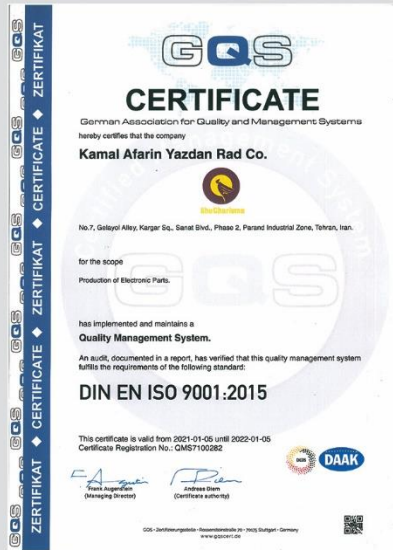 GQS
CERTIFICATE
German Association for Quality and Management Systems
hereby certifies that the company
Kamal Afarin Yazdan Rad Co.
No.7, Golayol Alley, Kargar Sq., Sanat Blvd., Phase 2, Parand Industrial Zone, Tehran, Iran.
for the scope
Production of Electronic Parts.
has implemented and maintains a
Quality Management System.
An audit, documented in a report, has verified that this quality management system
fulfills the requirements of the following standard:
DIN EN ISO 9001:2015
This certificate is valid from 2021-01-05 until 2022-01-05
Certificate Registration No.: QMS7100282
DAAK
Frank Augenstein
(Managing Director)
Andreas Diem
(Certificate authority)
www.gqscert.de
GQS ZERTIFIKAT ◆ CERTIFICATE ◆ ZERTIFIKAT ◆ CERTIFICATE ◆ ZERTIFIKAT